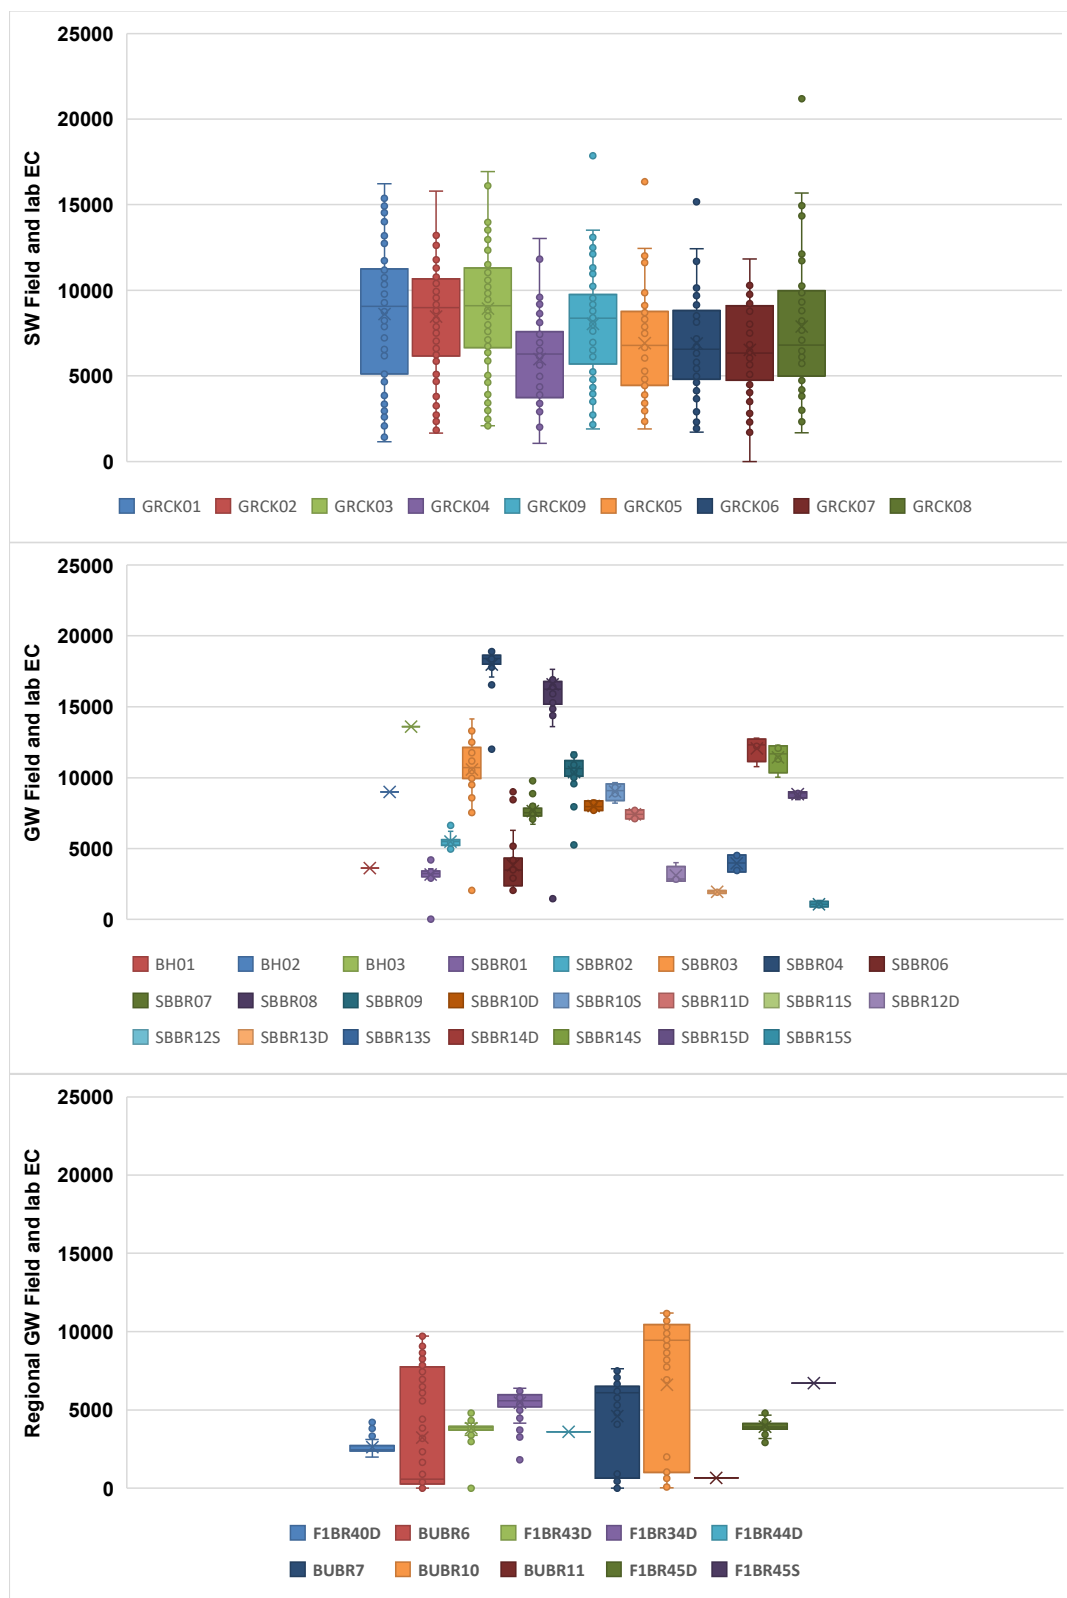 SW Field and lab EC
25000
20000
15000
10000
5000
0
GRCK01 GRCK02 GRCK03 GRCK04 GRCK09 GRCK05 GRCK06 GRCK07 GRCK08
GW Field and lab EC
25000
20000
15000
10000
5000
0
BH01 BH02 BH03 SBBR01 SBBR02 SBBR03 SBBR04 SBBR06
SBBR07 SBBR08 SBBR09 SBBR10D SBBR10S SBBR11D SBBR11S SBBR12D
SBBR12S SBBR13D SBBR13S SBBR14D SBBR14S SBBR15D SBBR15S
Regional GW Field and lab EC
25000
20000
15000
10000
5000
0
F1BR40D BUBR6 F1BR43D F1BR34D F1BR44D
BUBR7 BUBR10 BUBR11 F1BR45D F1BR45S